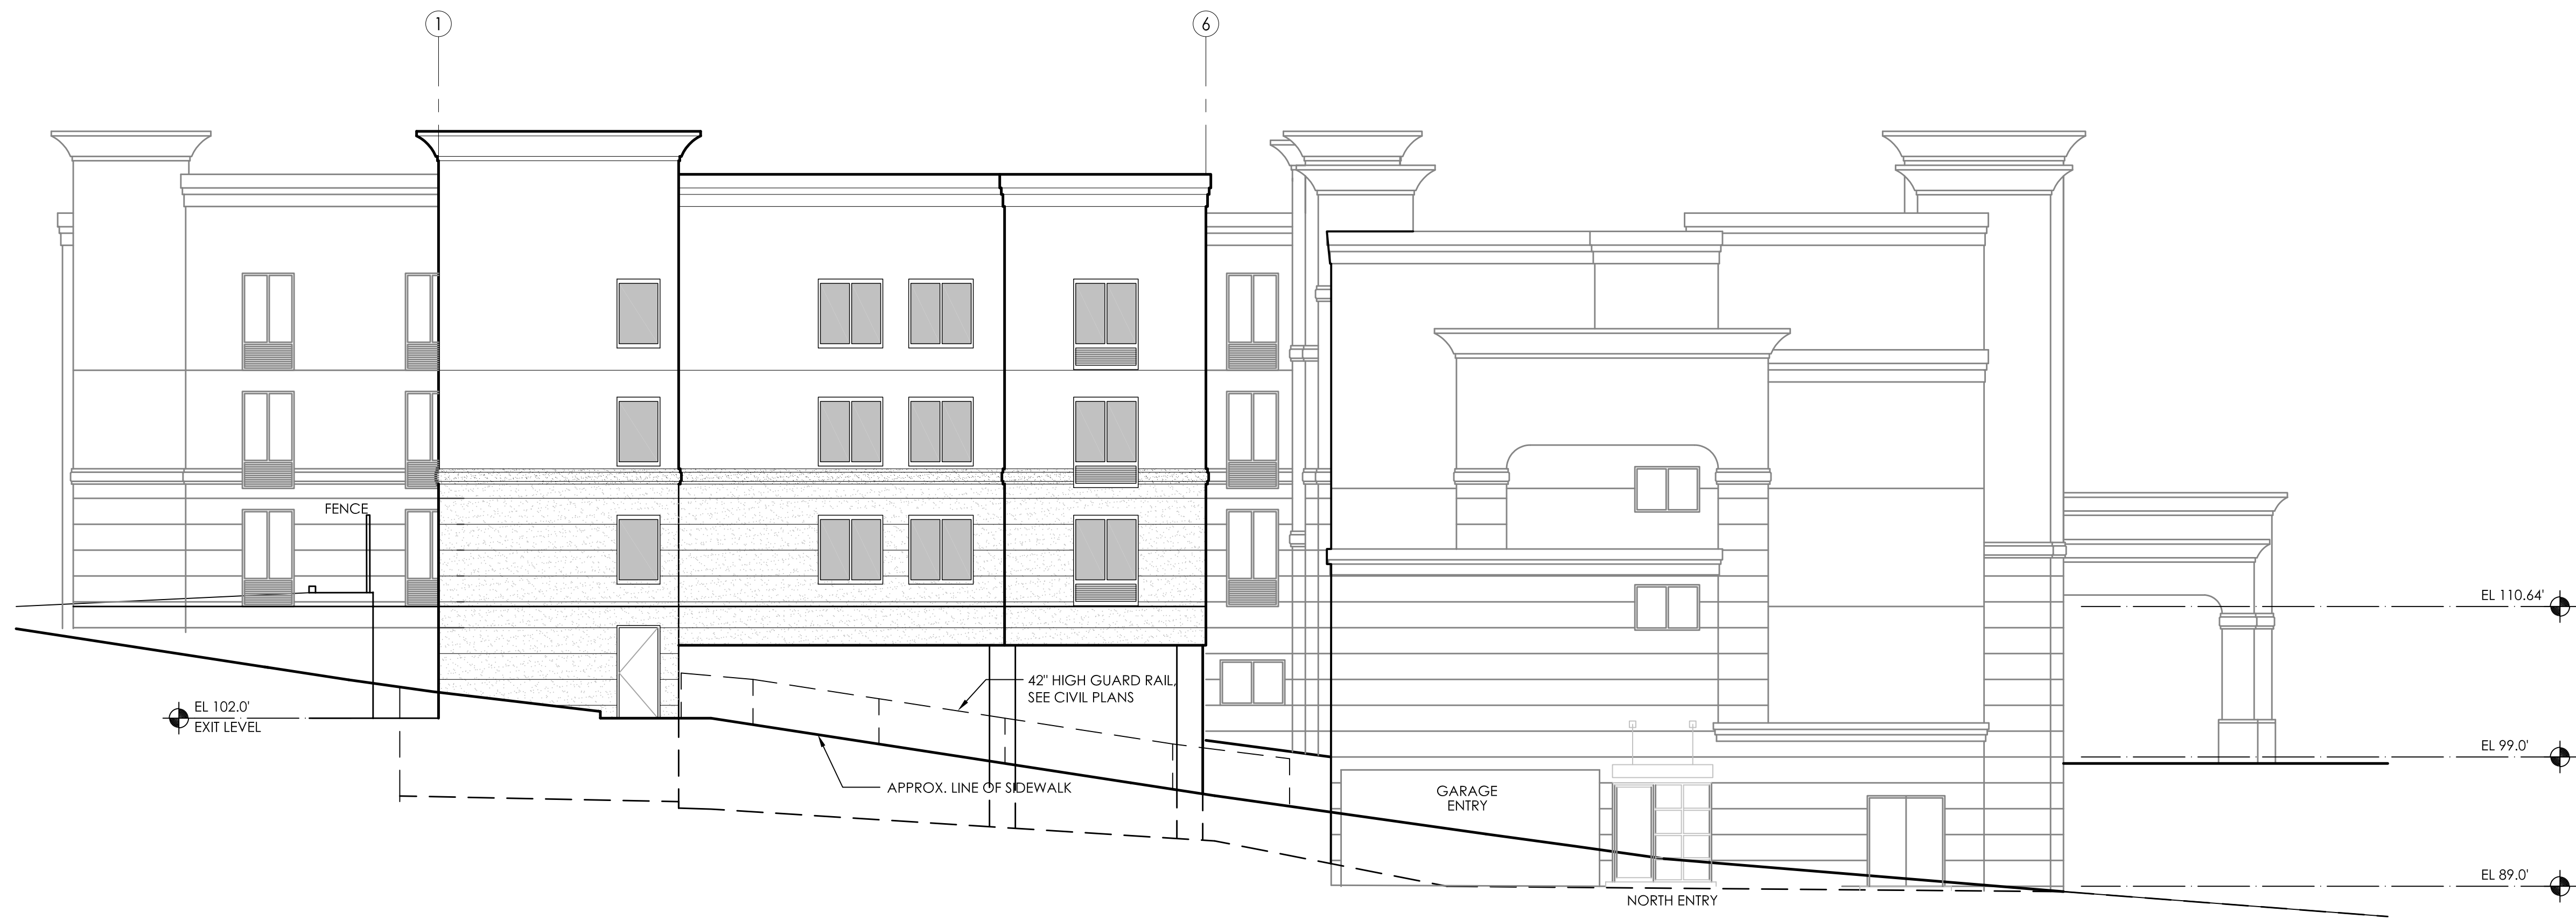 1
6
FENCE
EL 110.64'
42" HIGH GUARD RAIL,
SEE CIVIL PLANS
EL 102.0'
EXIT LEVEL
EL 99.0'
APPROX. LINE OF SIDEWALK
GARAGE
ENTRY
EL 89.0'
NORTH ENTRY